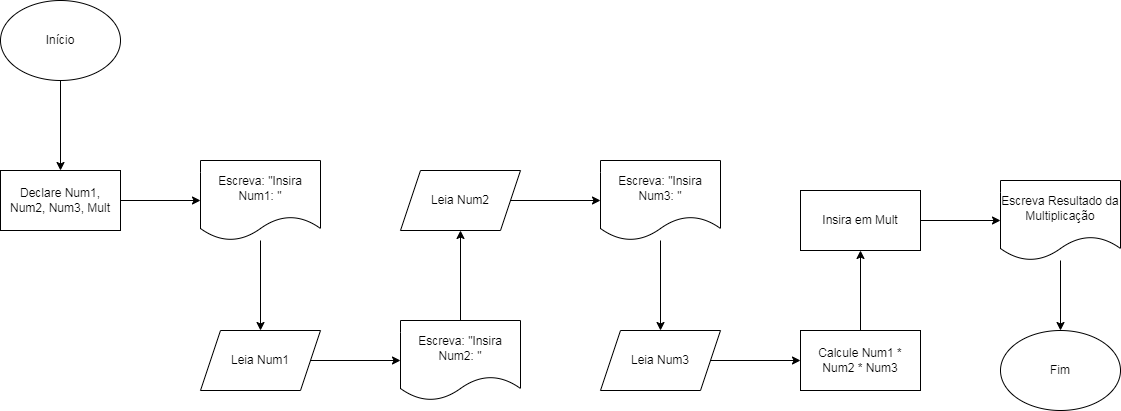 Início
Declare Num1,
Num2, Num3, Mult
Escreva: "Insira
Num1: "
Leia Num1
Escreva: "Insira
Num2: "
Leia Num2
Escreva: "Insira
Num3: "
Leia Num3
Calcule Num1 *
Num2 * Num3
Insira em Mult
Escreva Resultado da
Multiplicação
Fim